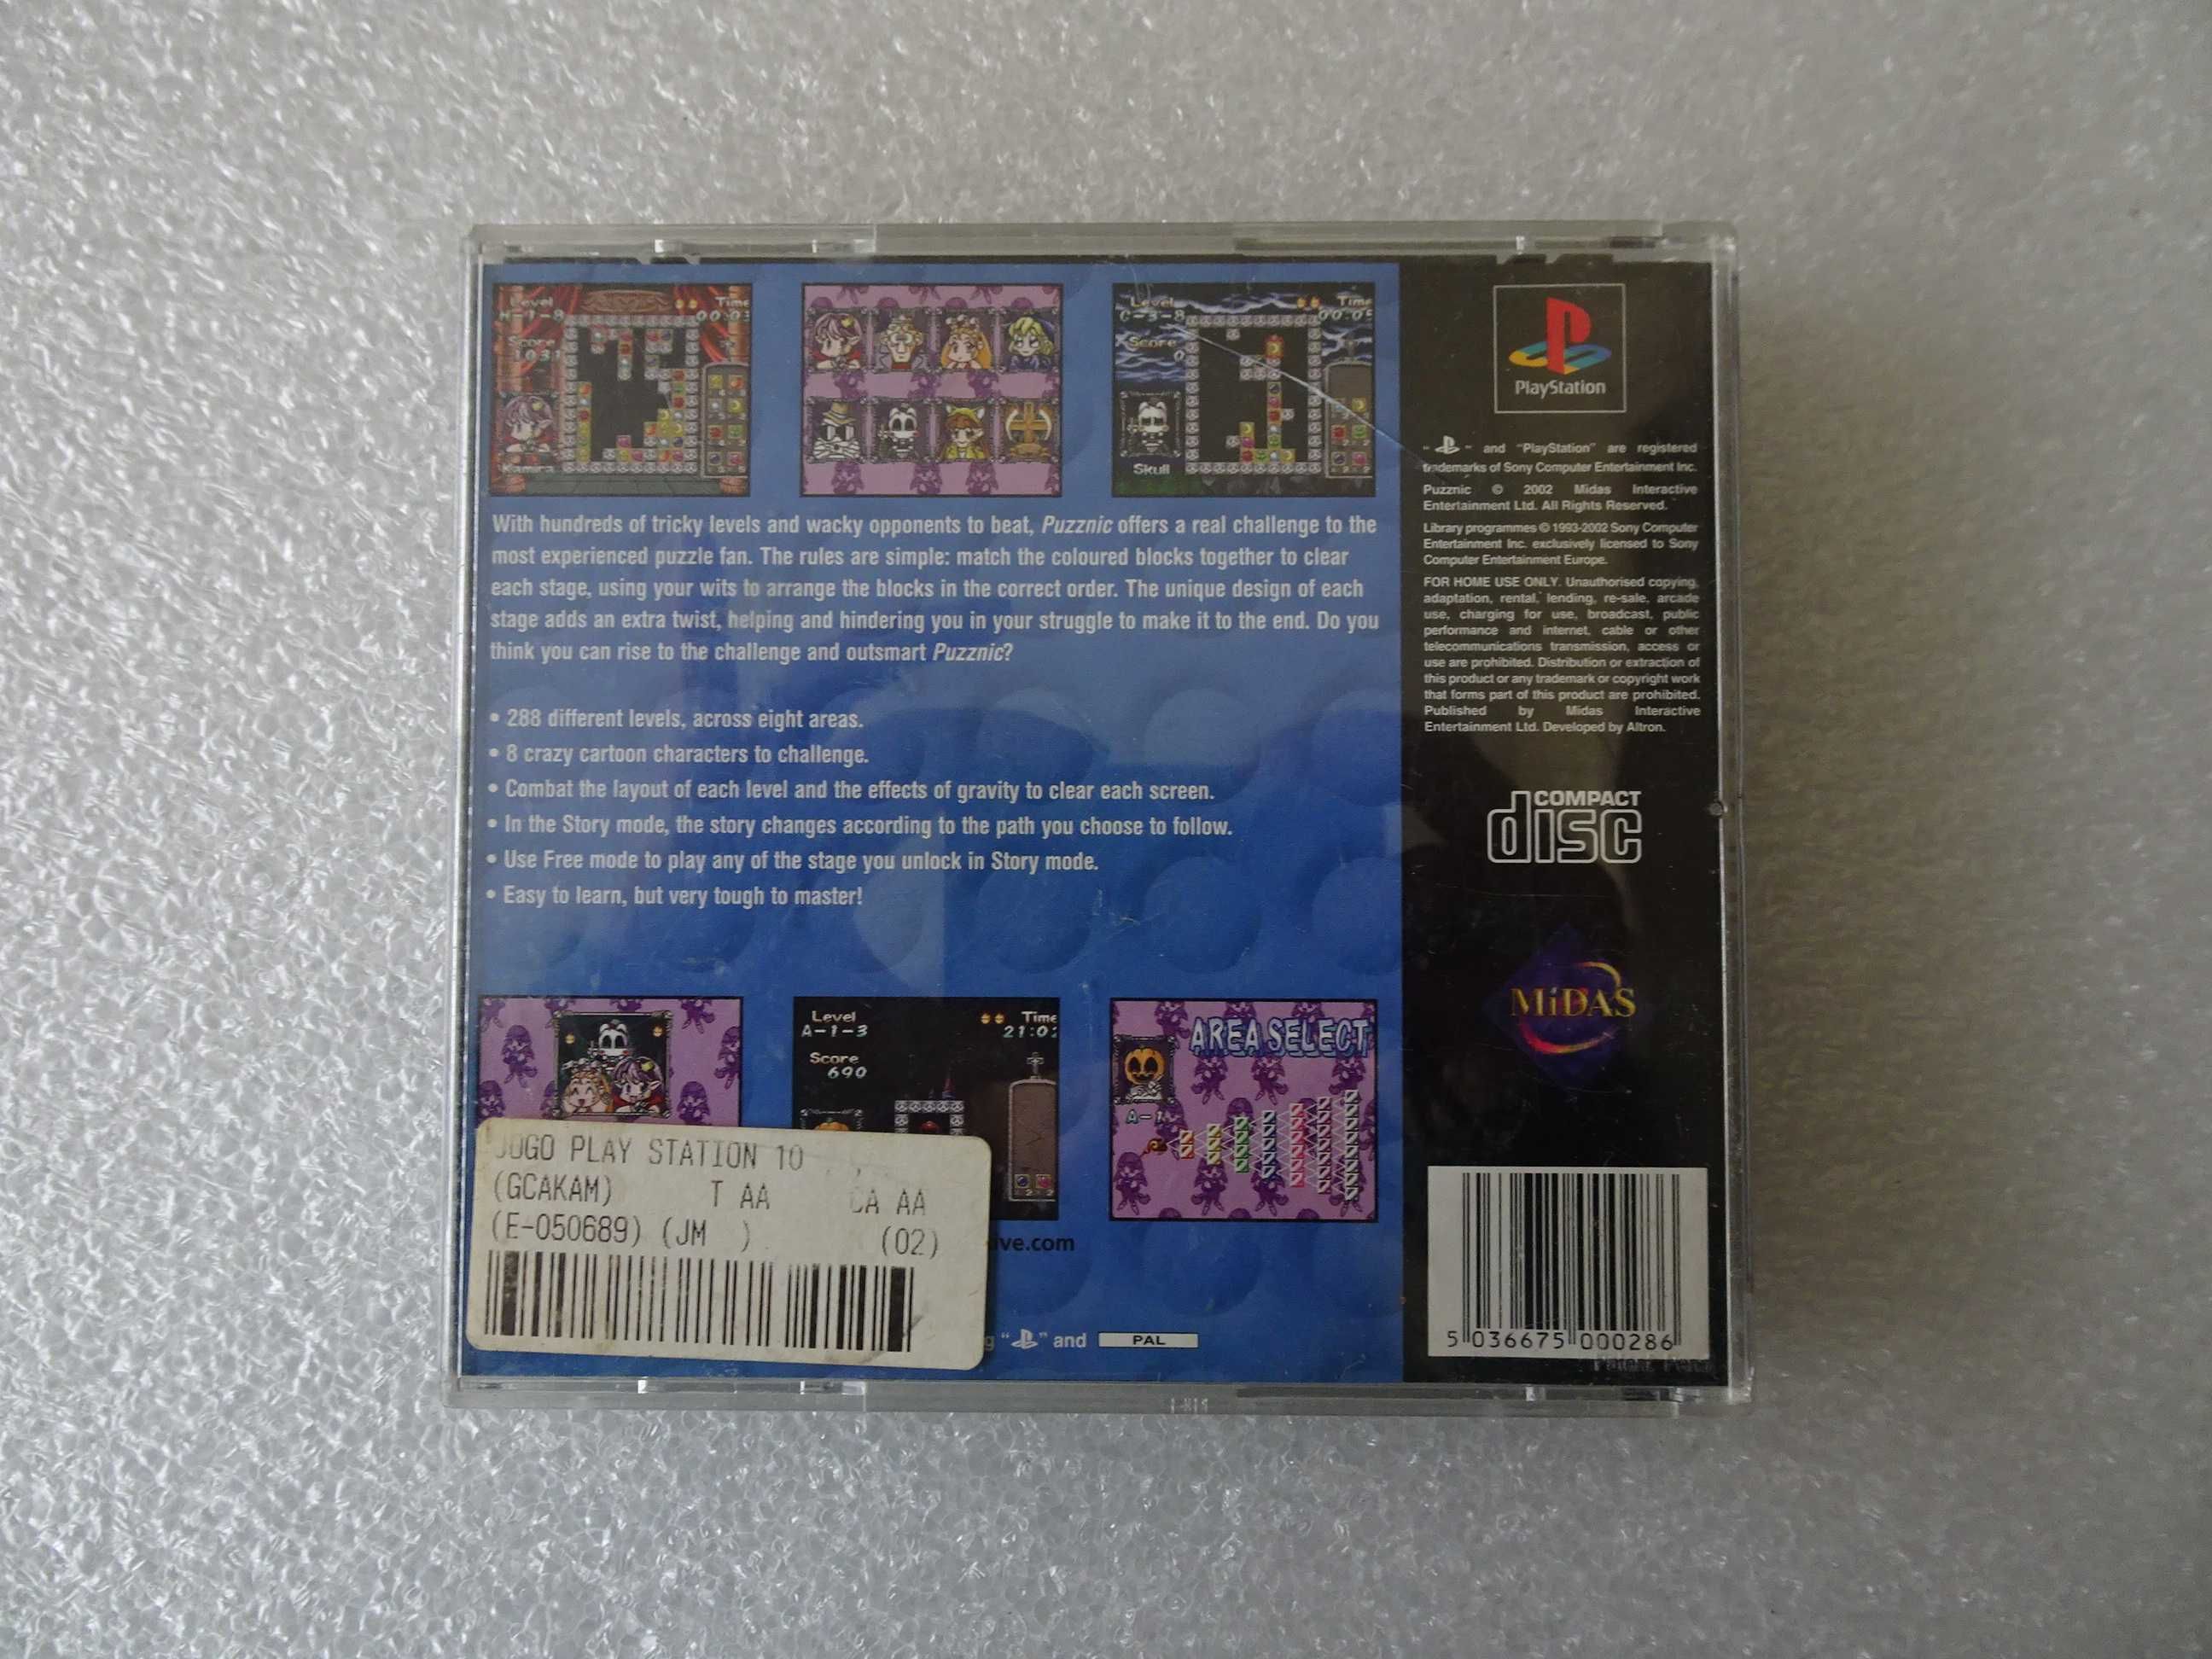 Level
Time
Score
Level
C-3-8
Time
00:05
Score
0
Skull
With hundreds of tricky levels and wacky opponents to beat, Puzznic offers a real challenge to the
most experienced puzzle fan. The rules are simple: match the coloured blocks together to clear
each stage, using your wits to arrange the blocks in the correct order. The unique design of each
stage adds an extra twist, helping and hindering you in your struggle to make it to the end. Do you
think you can rise to the challenge and outsmart Puzznic?
• 288 different levels, across eight areas.
• 8 crazy cartoon characters to challenge.
• Combat the layout of each level and the effects of gravity to clear each screen.
• In the Story mode, the story changes according to the path you choose to follow.
• Use Free mode to play any of the stage you unlock in Story mode.
• Easy to learn, but very tough to master!
Level
A-1-3
Time
Score
690
AREA SELECT
JOGO PLAY STATION 10
(GCAKAM) T AA CA AA
(E-050689) (JM ) (02)
ive.com
" " and PAL
PlayStation
" " and "PlayStation" are registered
trademarks of Sony Computer Entertainment Inc.
Puzznic © 2002 Midas Interactive
Entertainment Ltd. All Rights Reserved.
Library programmes © 1993-2002 Sony Computer
Entertainment Inc. exclusively licensed to Sony
Computer Entertainment Europe.
FOR HOME USE ONLY. Unauthorised copying,
adaptation, rental, lending, re-sale, arcade
use, charging for use, broadcast, public
performance and internet, cable or other
telecommunications transmission, access or
use are prohibited. Distribution or extraction of
this product or any trademark or copyright work
that forms part of this product are prohibited.
Published by Midas Interactive
Entertainment Ltd. Developed by Altron.
COMPACT
disc
MiDAS
5 036675 000286